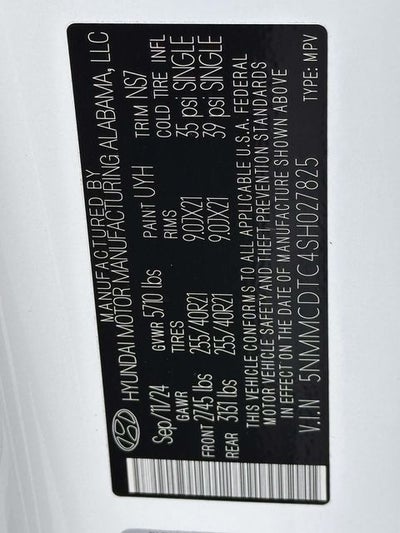 MANUFACTURED BY
HYUNDAI MOTOR MANUFACTURING ALABAMA, LLC
Sep/11/24 GVWR 5710 lbs PAINT UYH TRIM NS7
GAWR TIRES RIMS COLD TIRE INFL
FRONT 2745 lbs 255/40R21 9.0JX21 35 psi SINGLE
REAR 3131 lbs 255/40R21 9.0JX21 39 psi SINGLE
THIS VEHICLE CONFORMS TO ALL APPLICABLE U.S.A. FEDERAL
MOTOR VEHICLE SAFETY AND THEFT PREVENTION STANDARDS
IN EFFECT ON THE DATE OF MANUFACTURE SHOWN ABOVE
V.I.N 5NMMCDTC4SH027825 TYPE: MPV